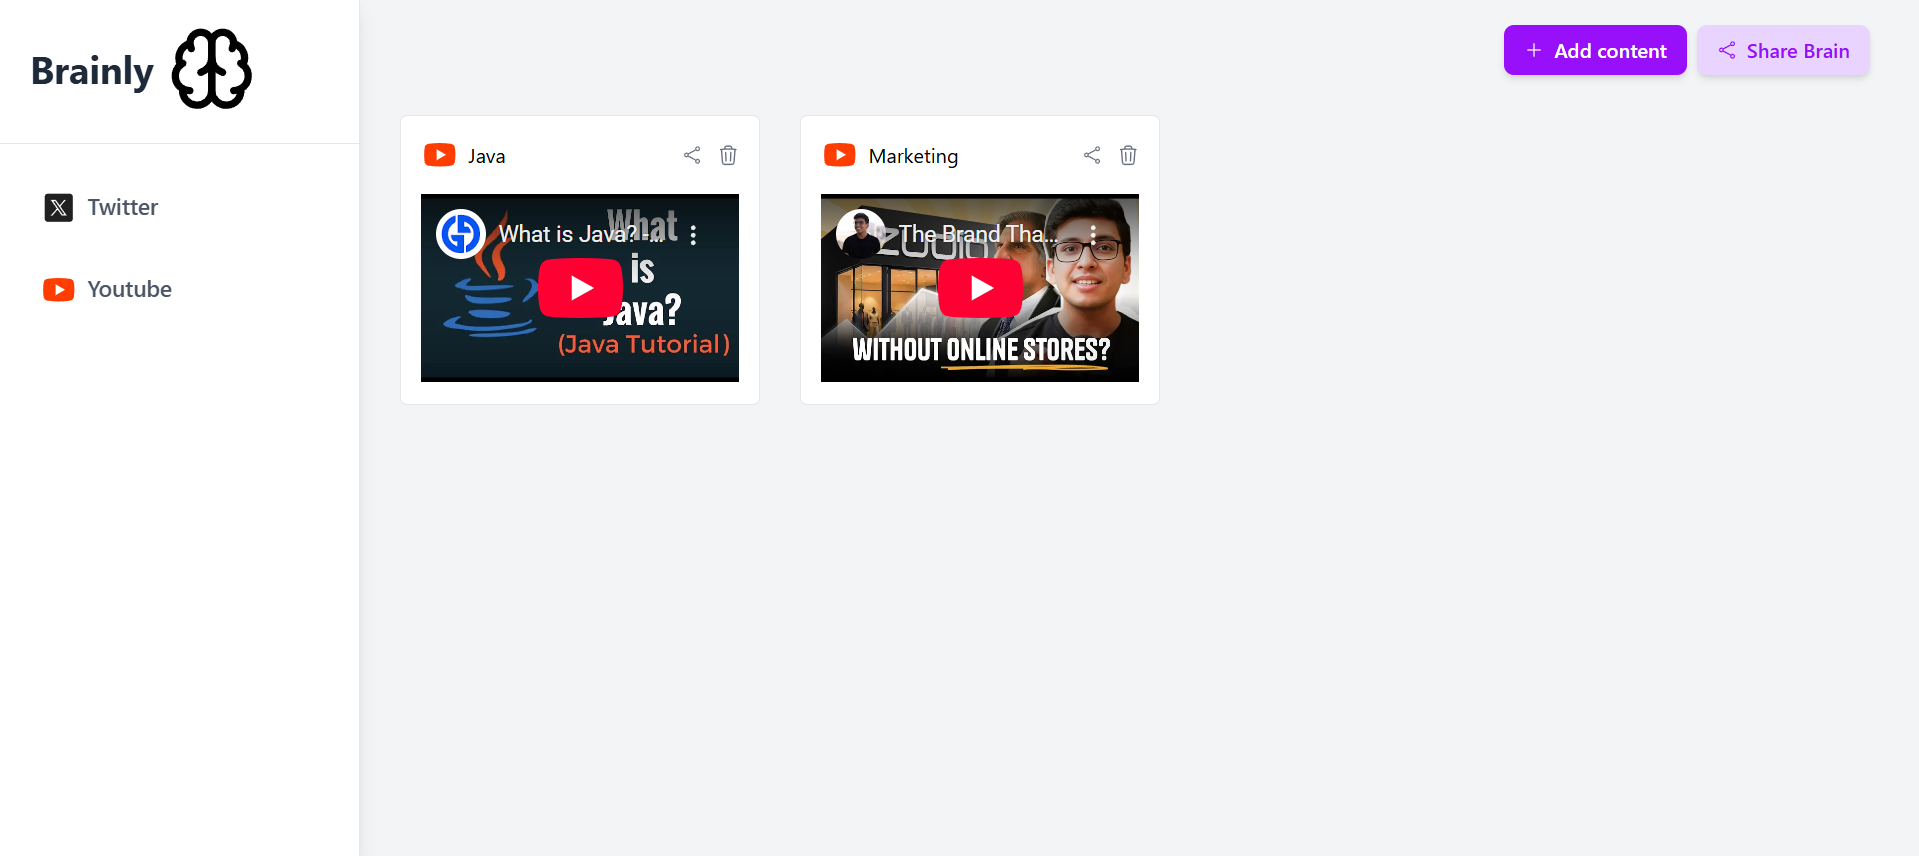 Brainly
Twitter
Youtube
+ Add content
Share Brain
Java
What is Java? -...
What
is
Java?
(Java Tutorial)
Marketing
The Brand Tha...
WITHOUT ONLINE STORES?